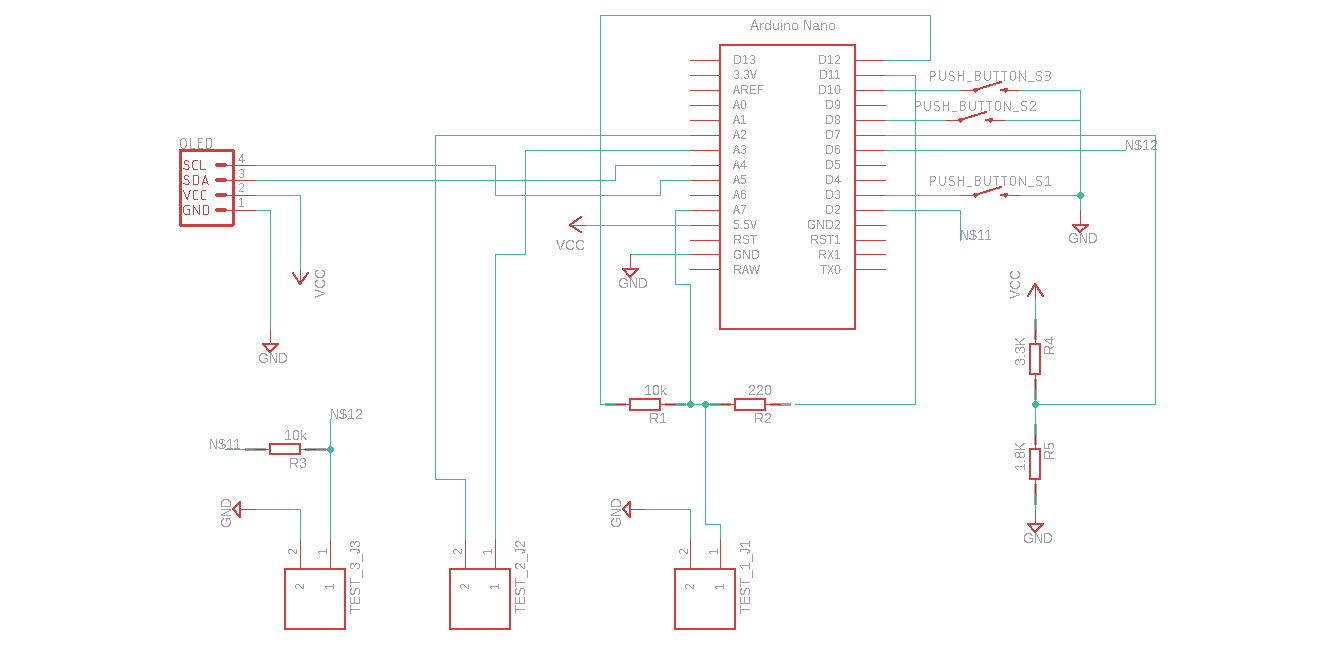 Arduino Nano
D13
3.3V
AREF
A0
A1
A2
A3
A4
A5
A6
A7
5.5V
RST
GND
RAW
D12
D11
D10
D9
D8
D7
D6
D5
D4
D3
D2
GND2
RST1
RX1
TX0
PUSH_BUTTON_S3
PUSH_BUTTON_S2
PUSH_BUTTON_S1
N$12
N$11
GND
OLED
SCL 4
SDA 3
VCC 2
GND 1
VCC
GND
VCC
GND
VCC
3.3K
R4
1.8K
R5
GND
10k
R1
220
R2
N$12
N$11
10k
R3
GND
2
1
2
1
TEST_3_J3
2
1
2
1
TEST_2_J2
GND
2
1
2
1
TEST_1_J1